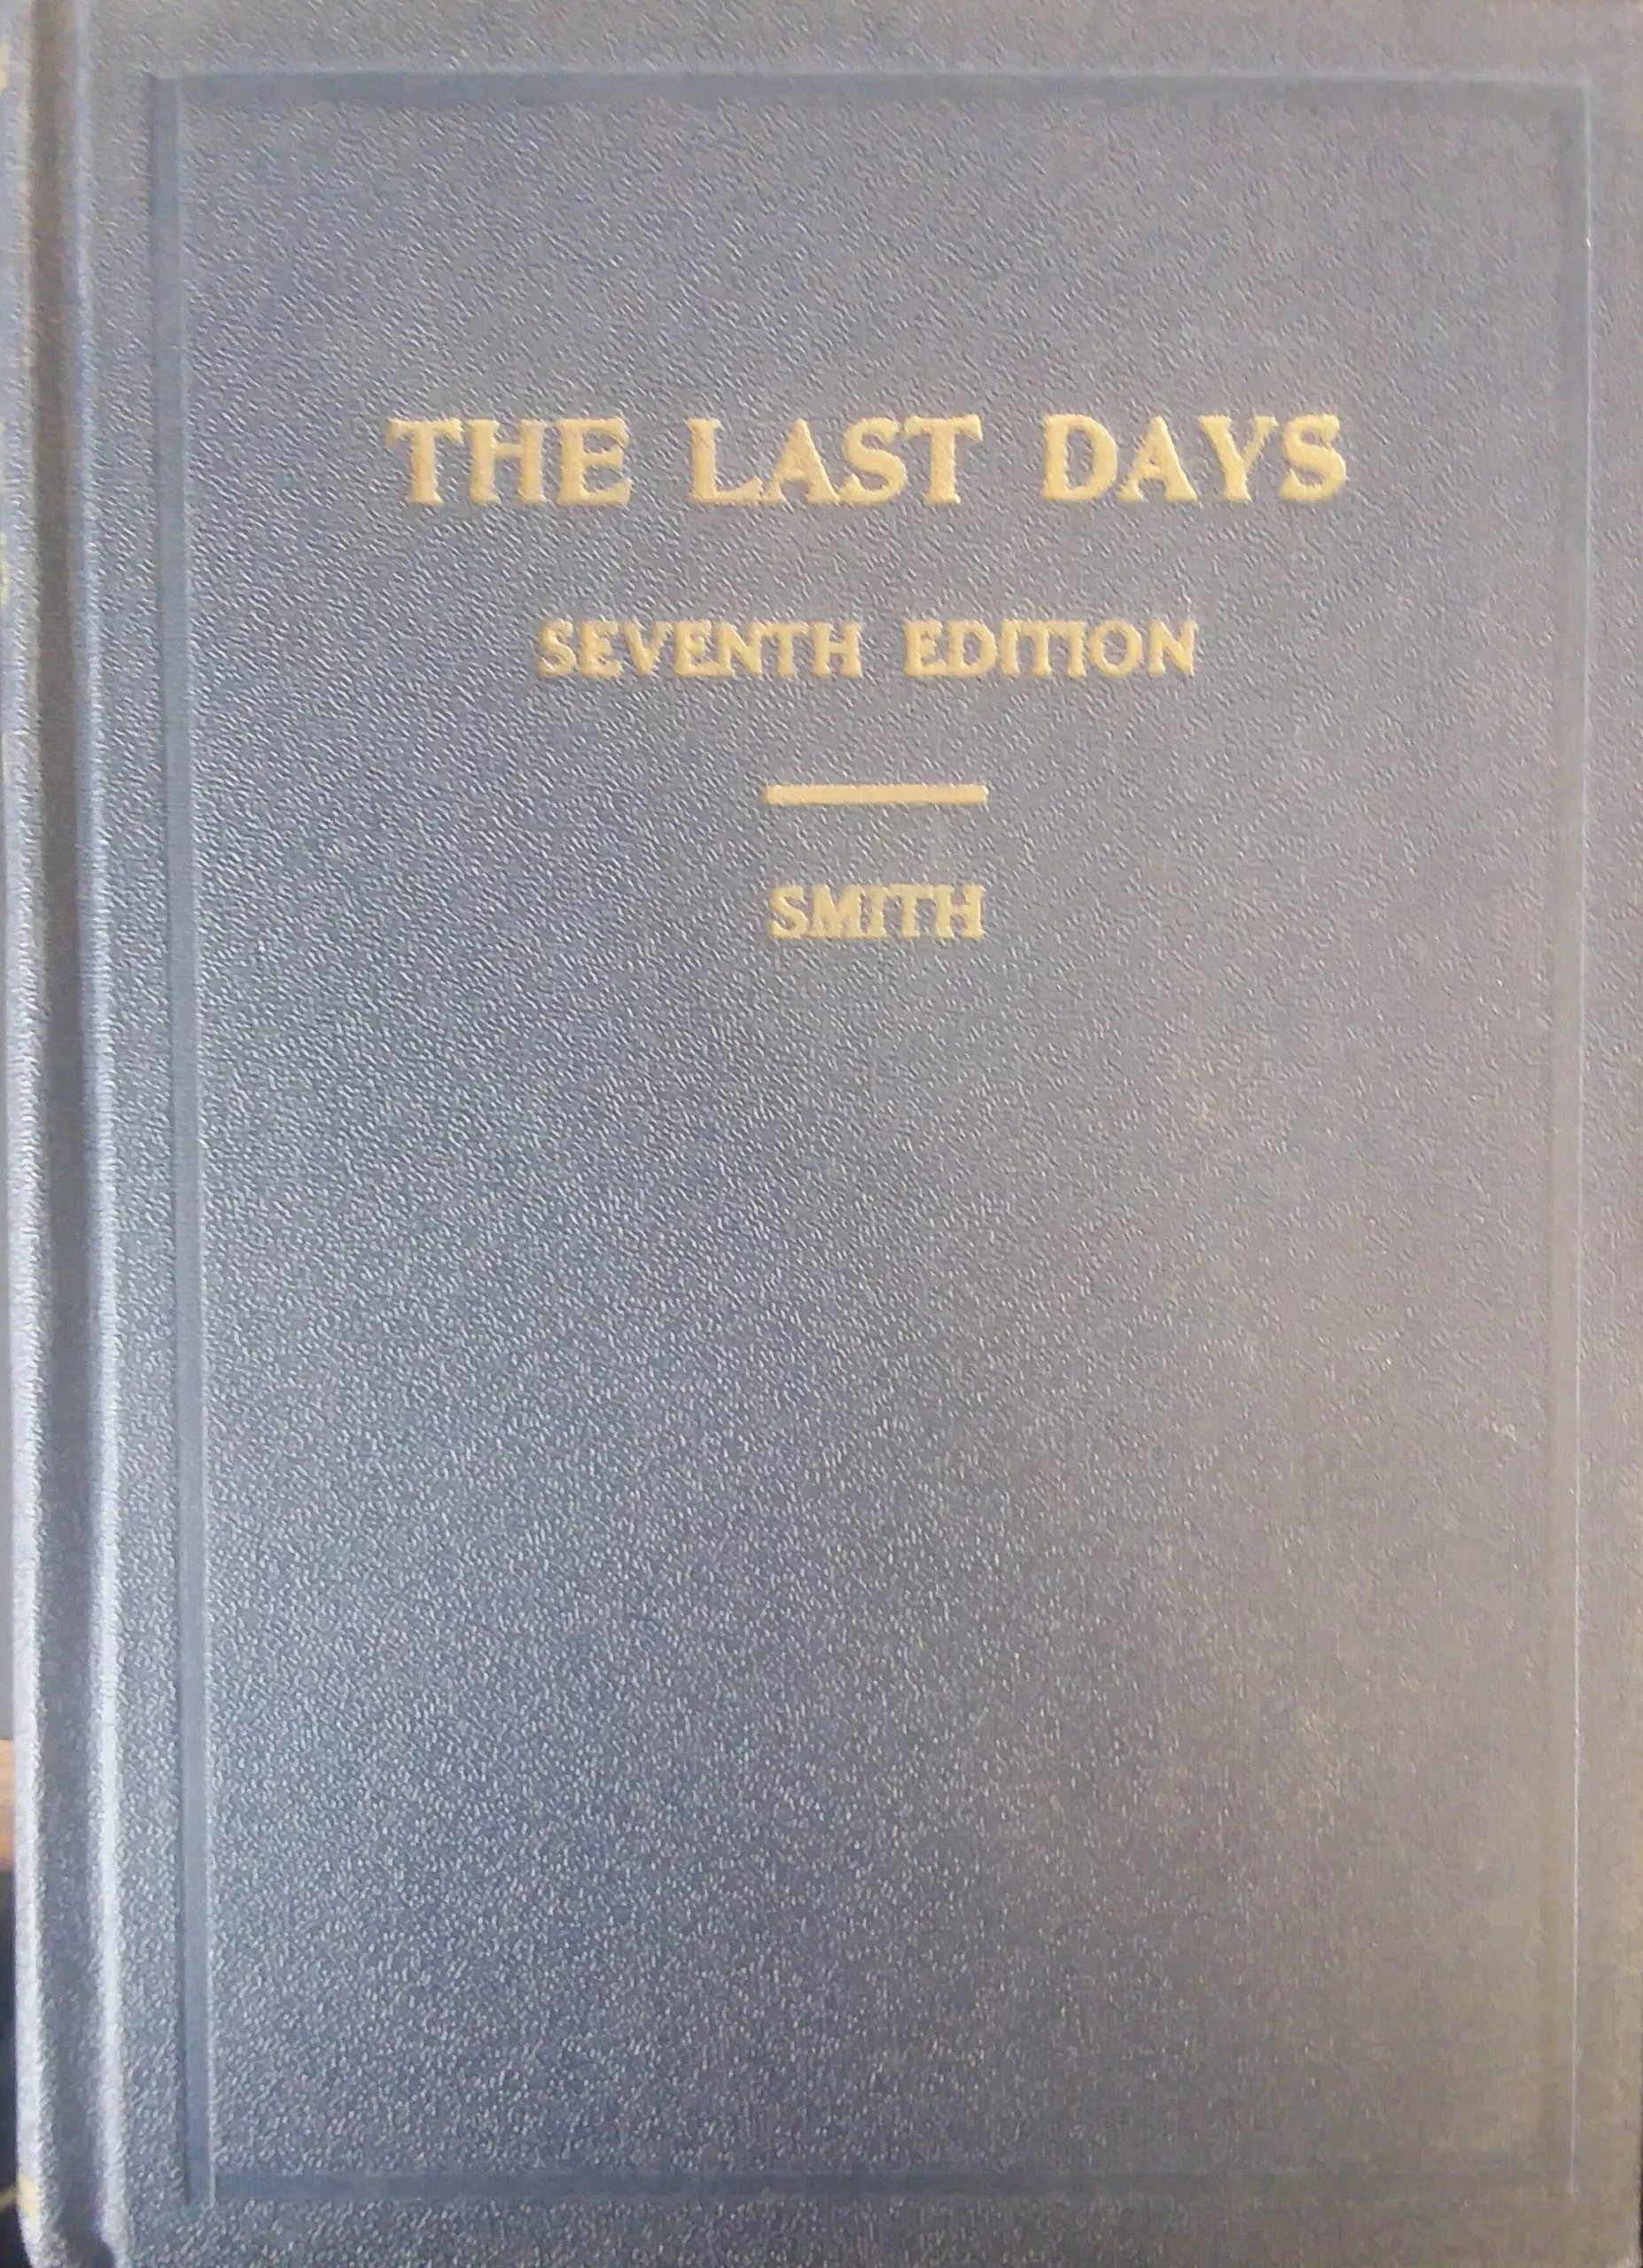 THE LAST DAYS
SEVENTH EDITION
SMITH